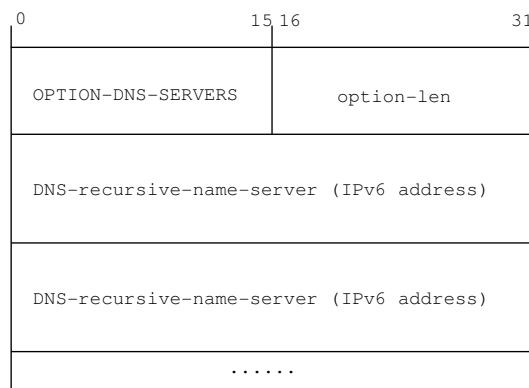 0 15 16 31
OPTION-DNS-SERVERS option-len
DNS-recursive-name-server (IPv6 address)
DNS-recursive-name-server (IPv6 address)
......